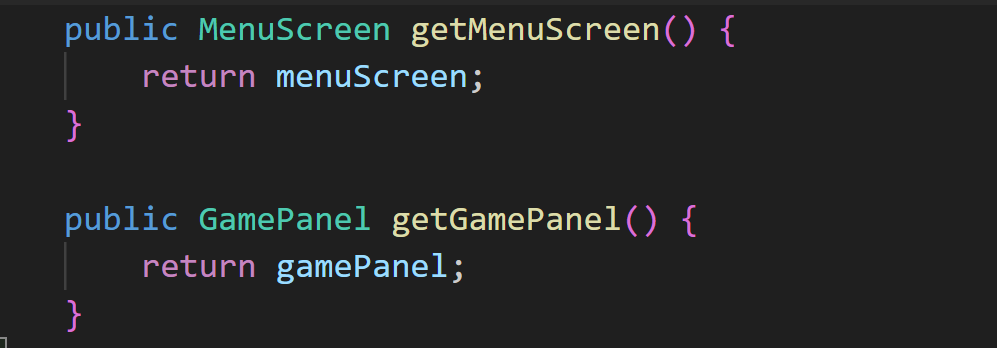 public MenuScreen getMenuScreen() {
    return menuScreen;
}

public GamePanel getGamePanel() {
    return gamePanel;
}